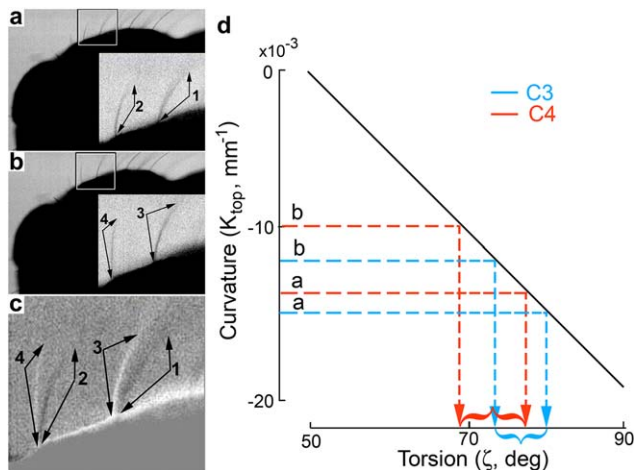 a
2
1
b
4
3
c
4
3
2
1
d
x10⁻³
0
C3
C4
b
-10
b
a
a
-20
50
70
90
Curvature (K_top, mm⁻¹)
Torsion (ζ, deg)